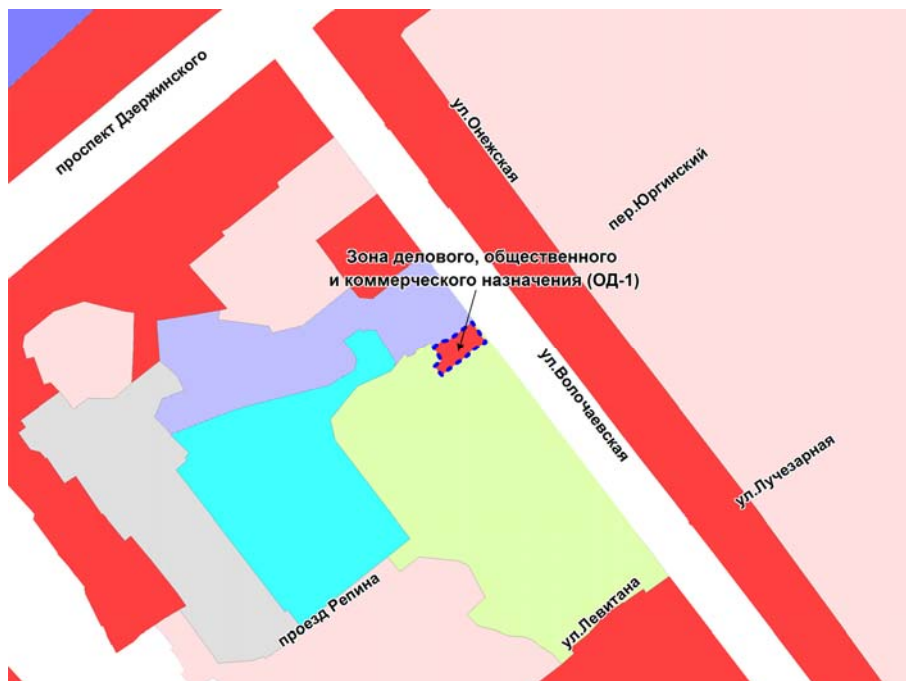 проспект Дзержинского
ул.Онежская
пер.Юргинский
Зона делового, общественного
и коммерческого назначения (ОД-1)
ул.Волочаевская
ул.Лучезарная
проезд Репина
ул.Левитана